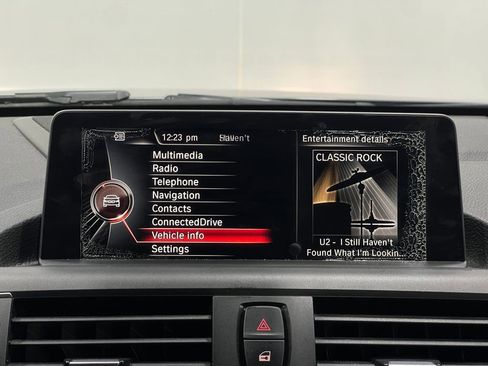 12:23 pm
Haven't
Entertainment details
Multimedia
Radio
Telephone
Navigation
Contacts
ConnectedDrive
Vehicle info
Settings
CLASSIC ROCK
U2 - I Still Haven't
Found What I'm Lookin...